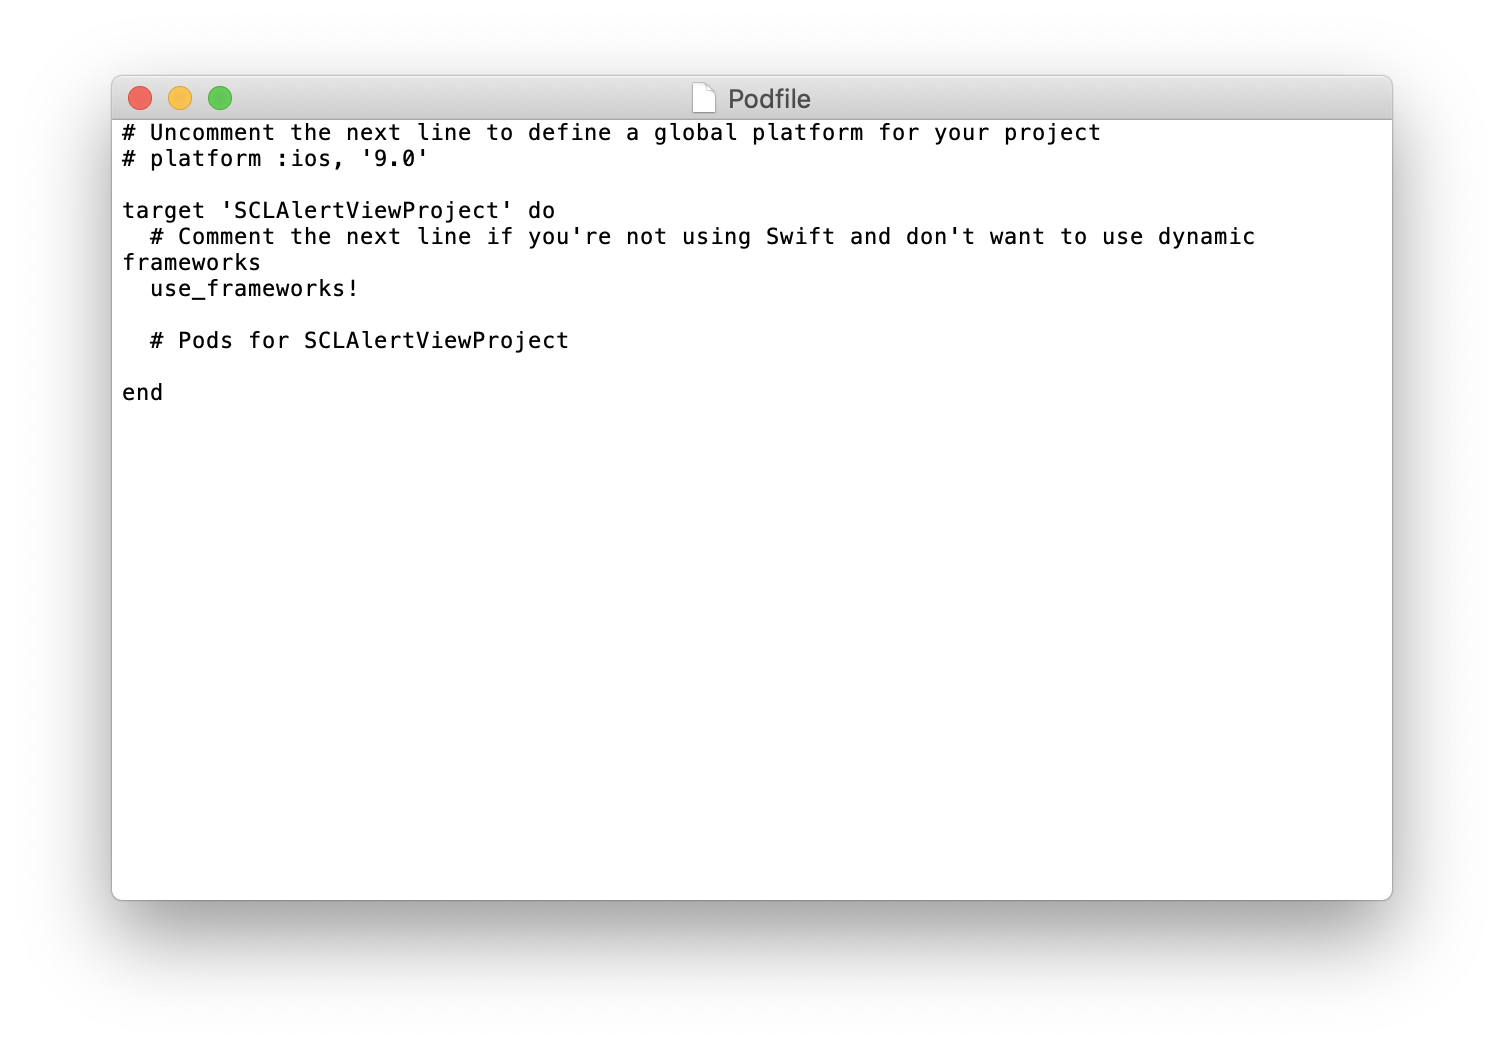 Podfile
# Uncomment the next line to define a global platform for your project
# platform :ios, '9.0'
target 'SCLAlertViewProject' do
# Comment the next line if you're not using Swift and don't want to use dynamic
frameworks
use_frameworks!
# Pods for SCLAlertViewProject
end